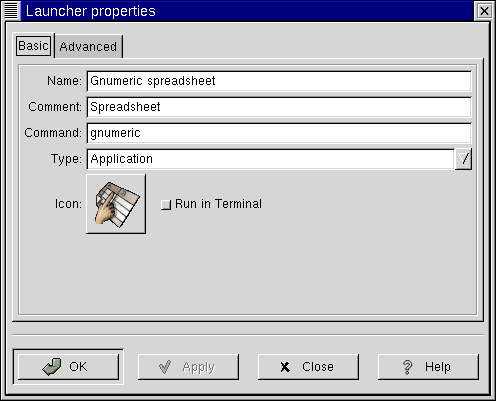 Launcher properties
Basic Advanced
Name: Gnumeric spreadsheet
Comment: Spreadsheet
Command: gnumeric
Type: Application
Icon: Run in Terminal
OK Apply Close Help